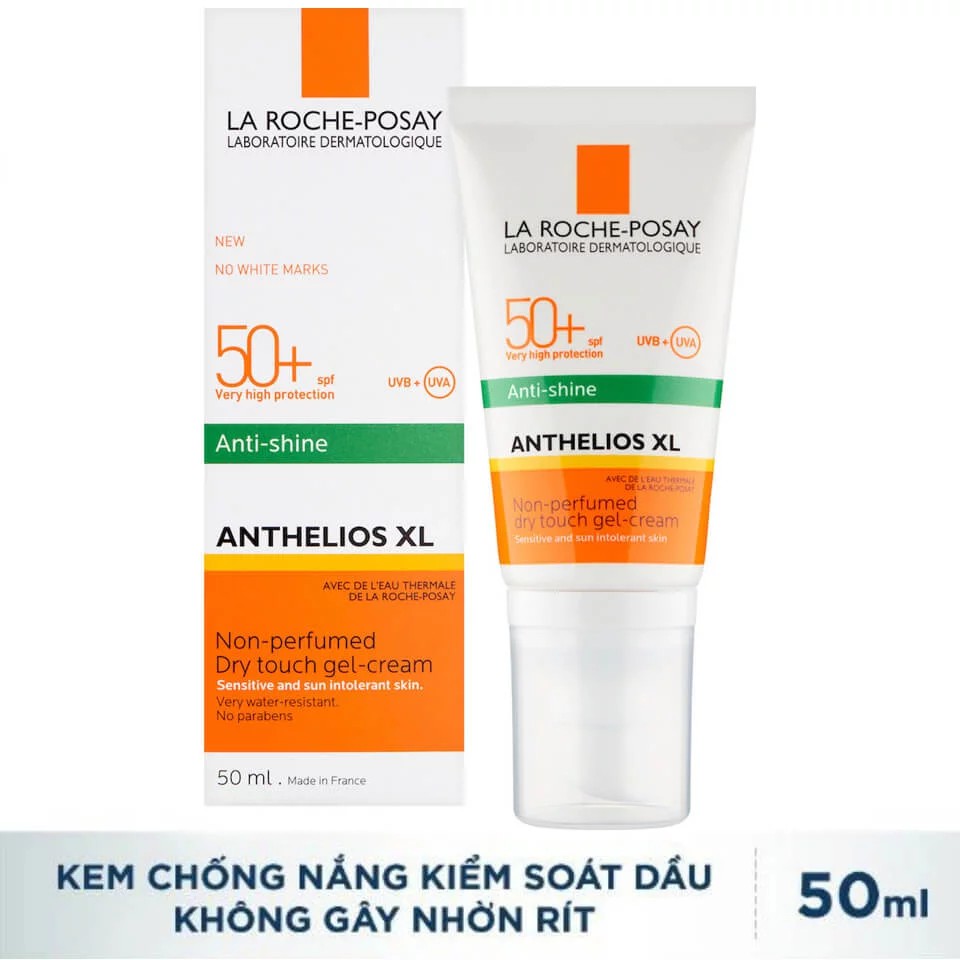 LA ROCHE-POSAY
LABORATOIRE DERMATOLOGIQUE
NEW
NO WHITE MARKS
50+ spf
Very high protection
UVB + UVA
Anti-shine
ANTHELIOS XL
AVEC DE L'EAU THERMALE
DE LA ROCHE-POSAY
Non-perfumed
Dry touch gel-cream
Sensitive and sun intolerant skin.
Very water-resistant.
No parabens
50 ml . Made in France
LA ROCHE-POSAY
LABORATOIRE DERMATOLOGIQUE
50+ spf
Very high protection
UVB + UVA
Anti-shine
ANTHELIOS XL
AVEC DE L'EAU THERMALE
DE LA ROCHE-POSAY
Non-perfumed
dry touch gel-cream
Sensitive and sun intolerant skin
KEM CHỐNG NẮNG KIỂM SOÁT DẦU
KHÔNG GÂY NHỜN RÍT
50ml